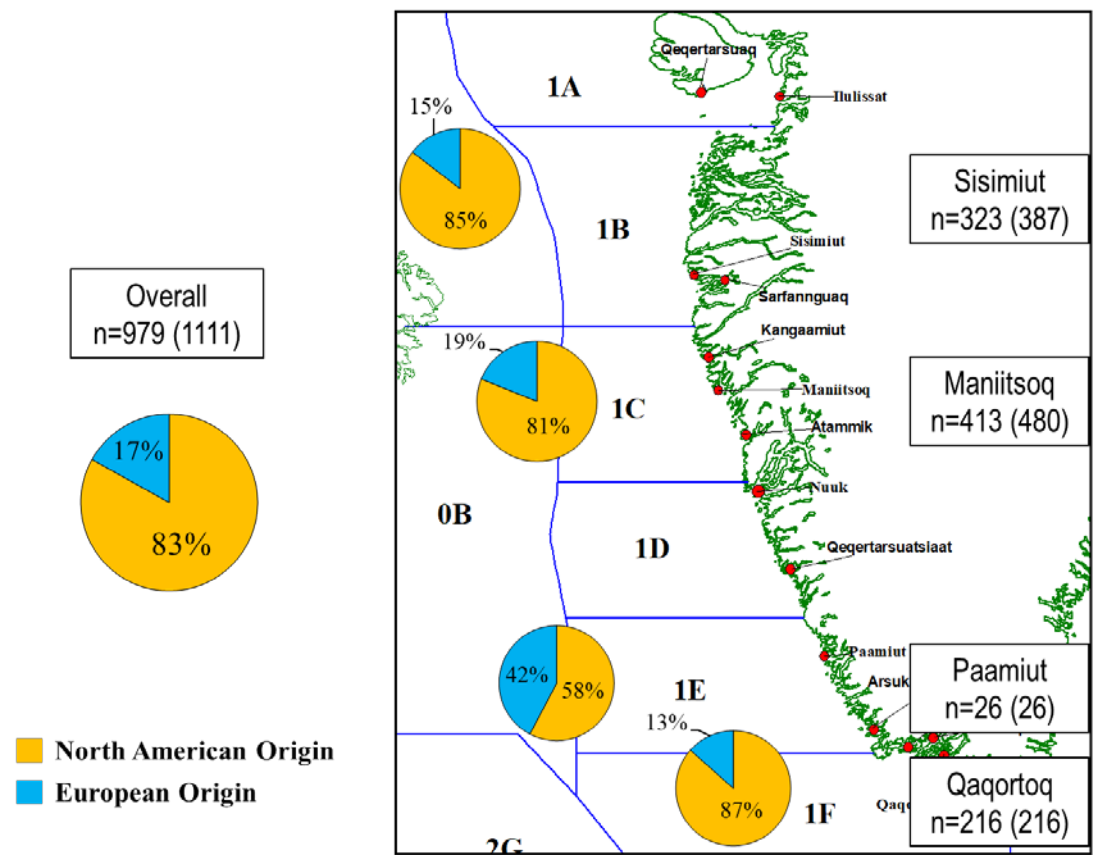 Qeqertarsuaq
1A
Ilulissat
15%
85%
Sisimiut
n=323 (387)
1B
Sisimiut
Sarfannguaq
Overall
n=979 (1111)
Kangaamiut
19%
81%
1C
Maniitsoq
Maniitsoq
n=413 (480)
Atammik
17%
83%
Nuuk
0B
1D
Qeqertarsuatsiaat
Paamiut
42%
58%
1E
Arsuk
Paamiut
n=26 (26)
13%
87%
1F
North American Origin
European Origin
Qaqortoq
n=216 (216)
2G